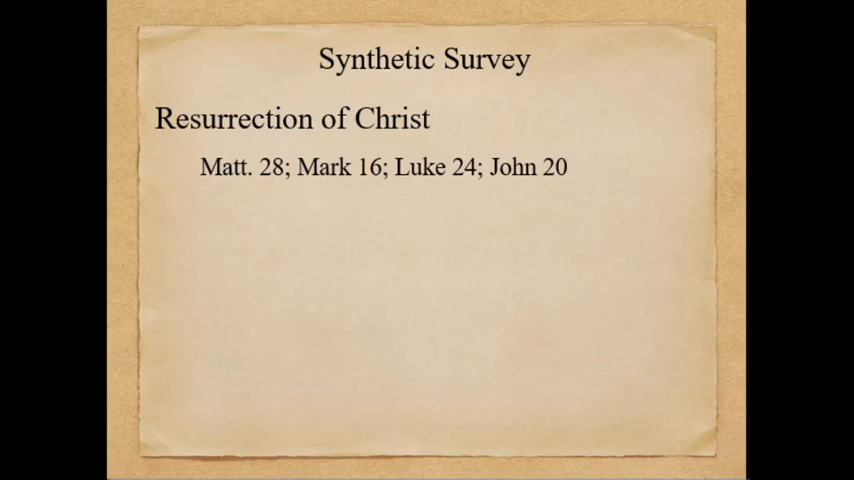 Synthetic Survey
Resurrection of Christ
Matt. 28; Mark 16; Luke 24; John 20